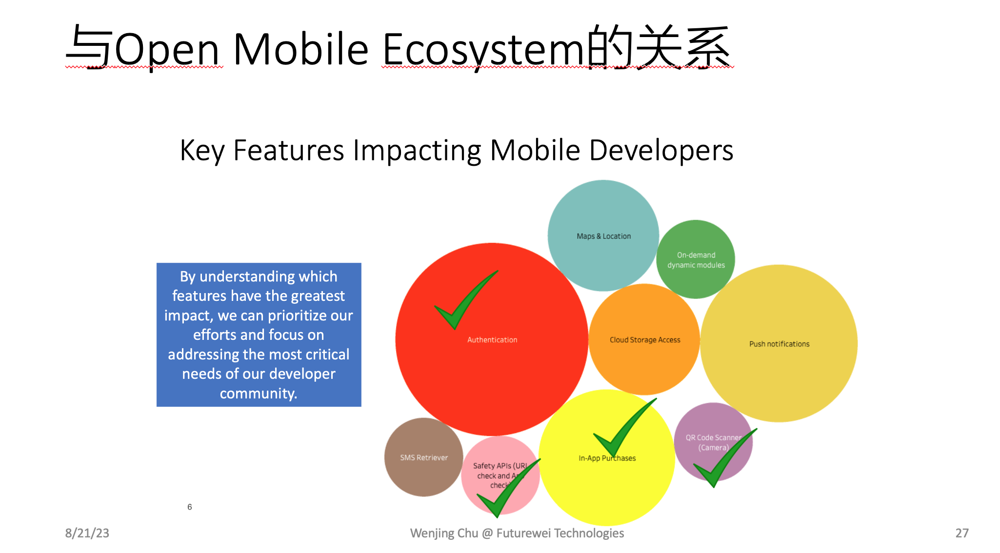 与Open Mobile Ecosystem的关系
Key Features Impacting Mobile Developers
By understanding which
features have the greatest
impact, we can prioritize our
efforts and focus on
addressing the most critical
needs of our developer
community.
Maps & Location
On-demand
dynamic modules
Authentication
Cloud Storage Access
Push notifications
SMS Retriever
Safety APIs (URL
check and App
check)
In-App Purchases
QR Code Scanner
(Camera)
6
8/21/23
Wenjing Chu @ Futurewei Technologies
27